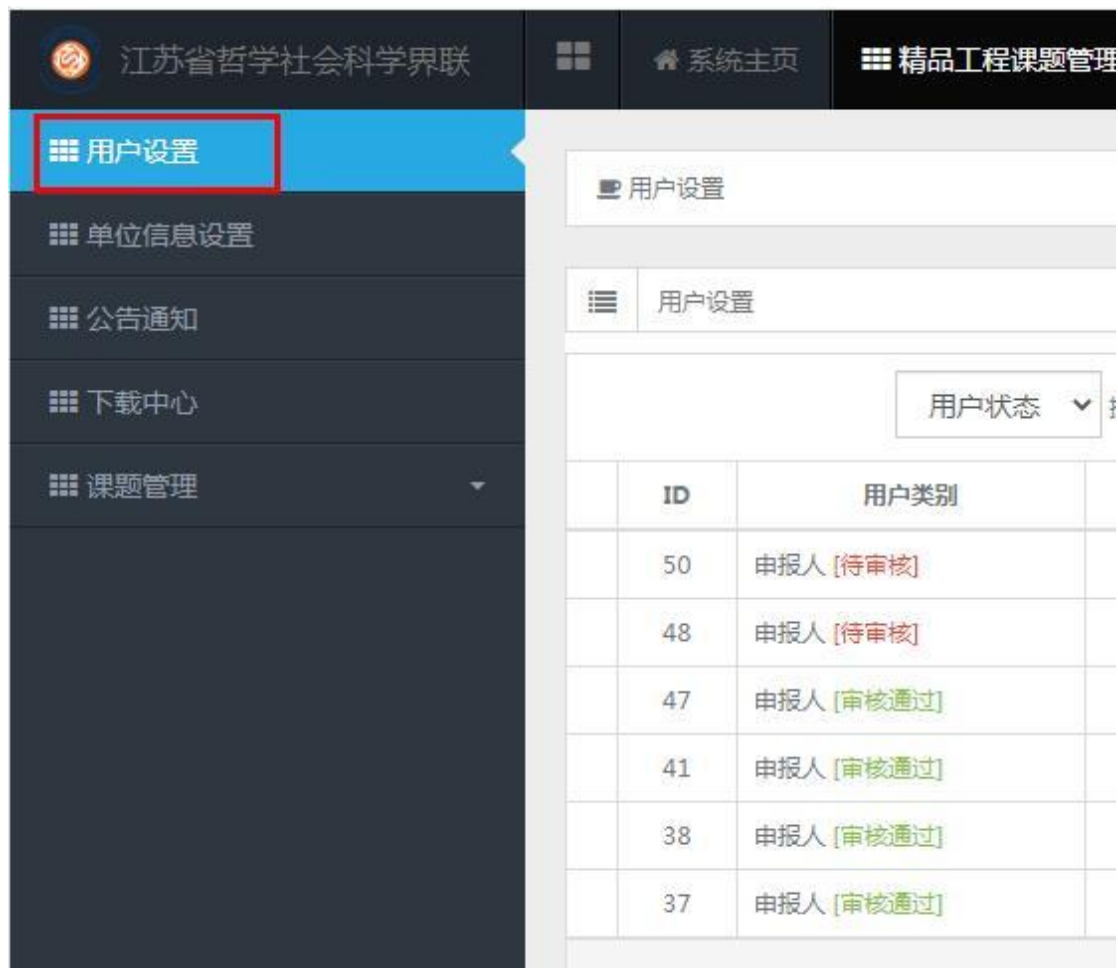 江苏省哲学社会科学界联
系统主页
精品工程课题管理
用户设置
单位信息设置
公告通知
下载中心
课题管理
用户设置
用户设置
用户状态
ID 用户类别
50 申报人 [待审核]
48 申报人 [待审核]
47 申报人 [审核通过]
41 申报人 [审核通过]
38 申报人 [审核通过]
37 申报人 [审核通过]